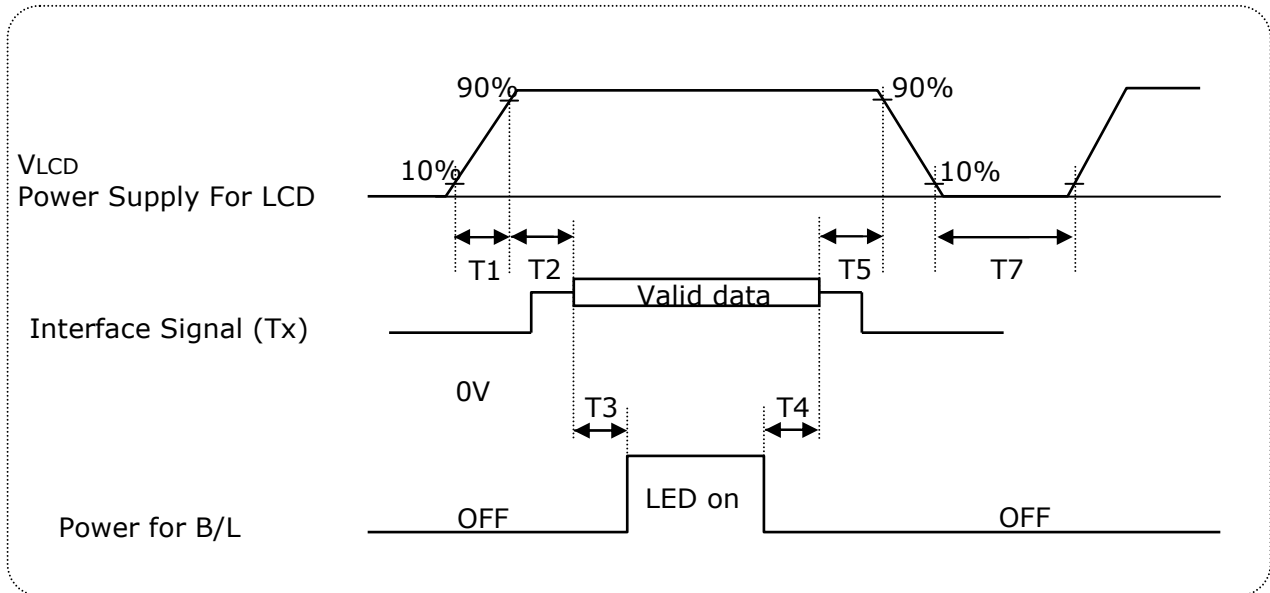 90% 90%
VLCD
10% 10%
Power Supply For LCD
T1 T2 T5 T7
Valid data
Interface Signal (Tx)
0V
T3 T4
LED on
Power for B/L OFF OFF